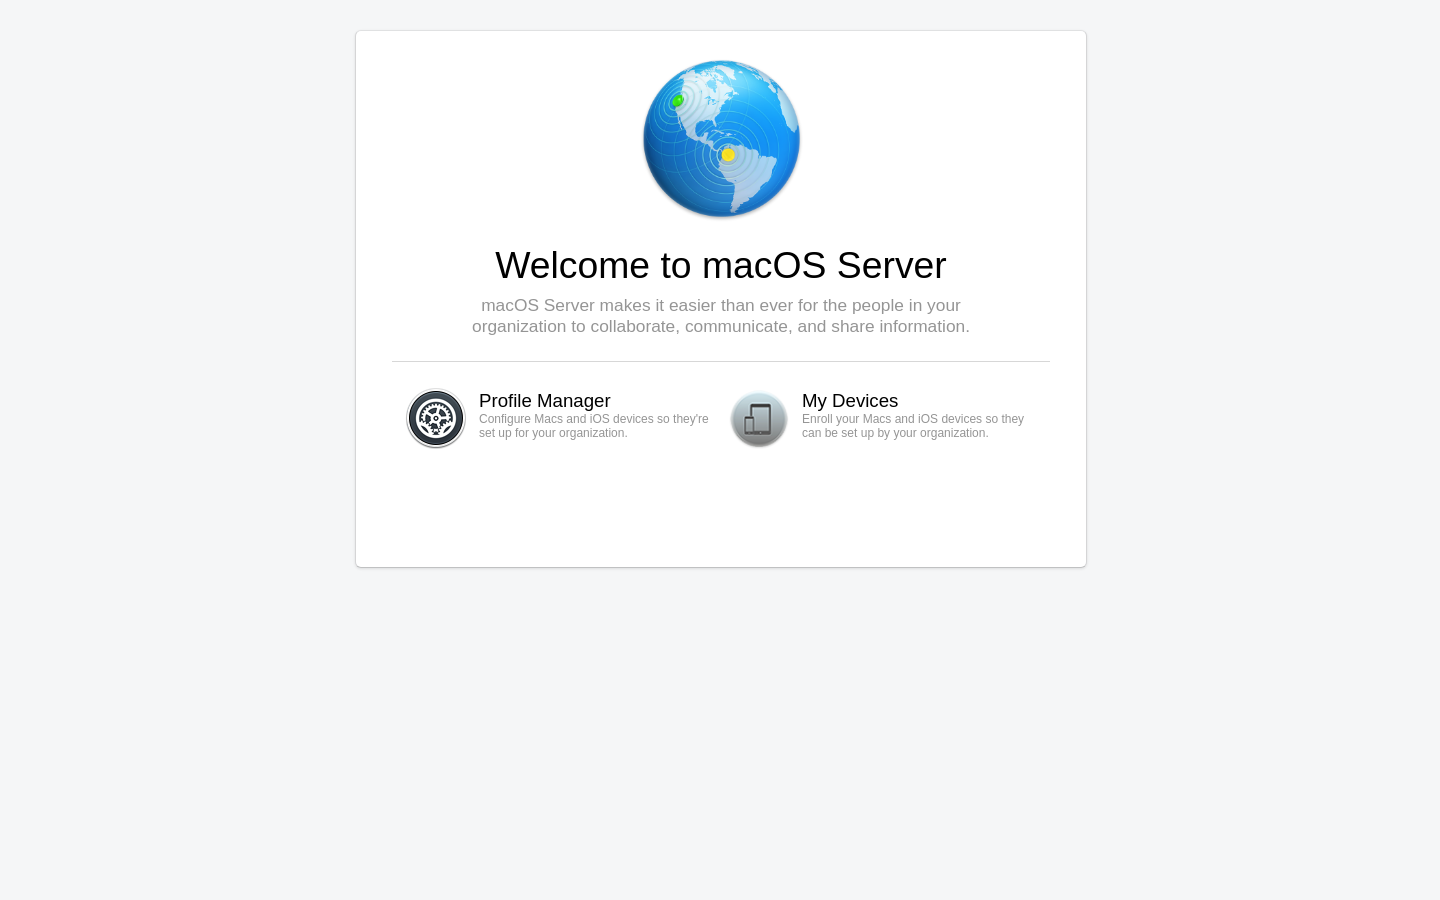 Welcome to macOS Server
macOS Server makes it easier than ever for the people in your
organization to collaborate, communicate, and share information.
Profile Manager
Configure Macs and iOS devices so they're
set up for your organization.
My Devices
Enroll your Macs and iOS devices so they
can be set up by your organization.